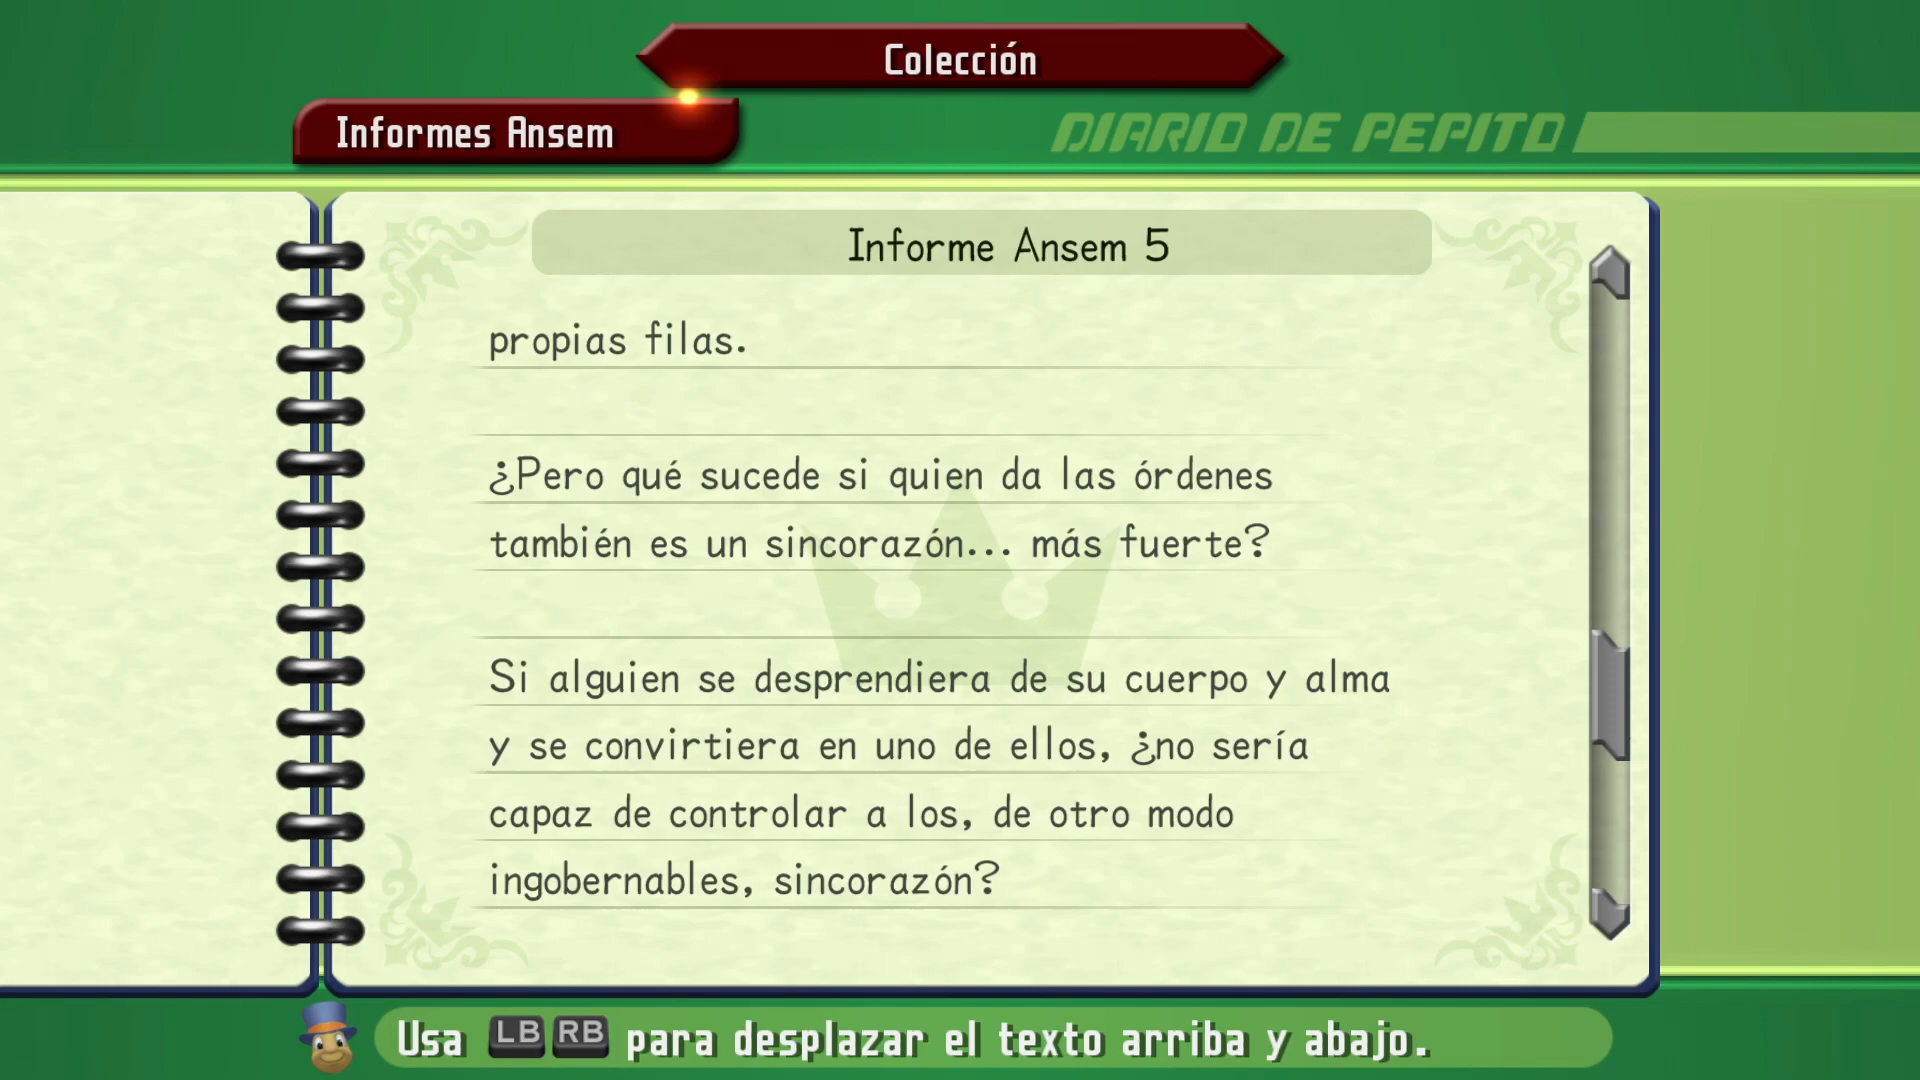 Colección
Informes Ansem
DIARIO DE PEPITO
Informe Ansem 5
propias filas.
¿Pero qué sucede si quien da las órdenes
también es un sincorazón... más fuerte?
Si alguien se desprendiera de su cuerpo y alma
y se convirtiera en uno de ellos, ¿no sería
capaz de controlar a los, de otro modo
ingobernables, sincorazón?
Usa LB RB para desplazar el texto arriba y abajo.